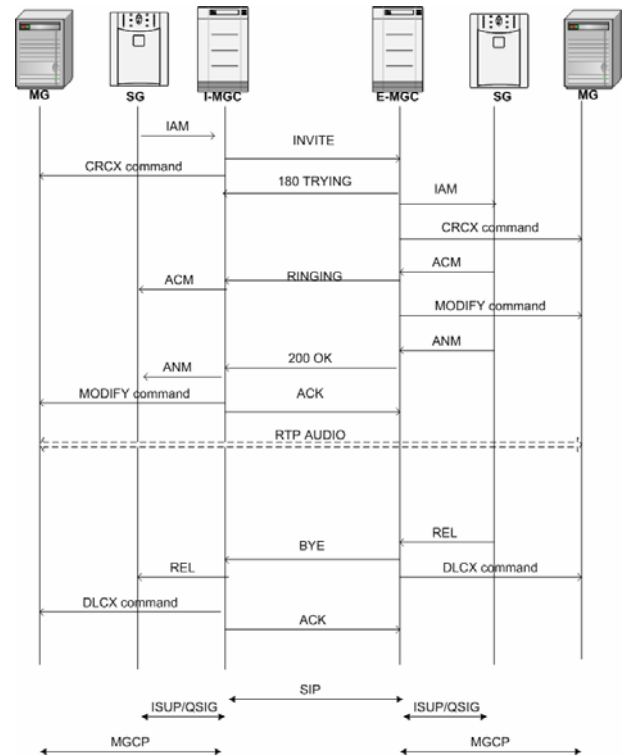 MG SG I-MGC E-MGC SG MG
IAM
INVITE
CRCX command
180 TRYING
IAM
CRCX command
ACM
RINGING
ACM
MODIFY command
ANM
200 OK
ANM
MODIFY command
ACK
RTP AUDIO
REL
BYE
REL
DLCX command
DLCX command
ACK
SIP
ISUP/QSIG
ISUP/QSIG
MGCP
MGCP